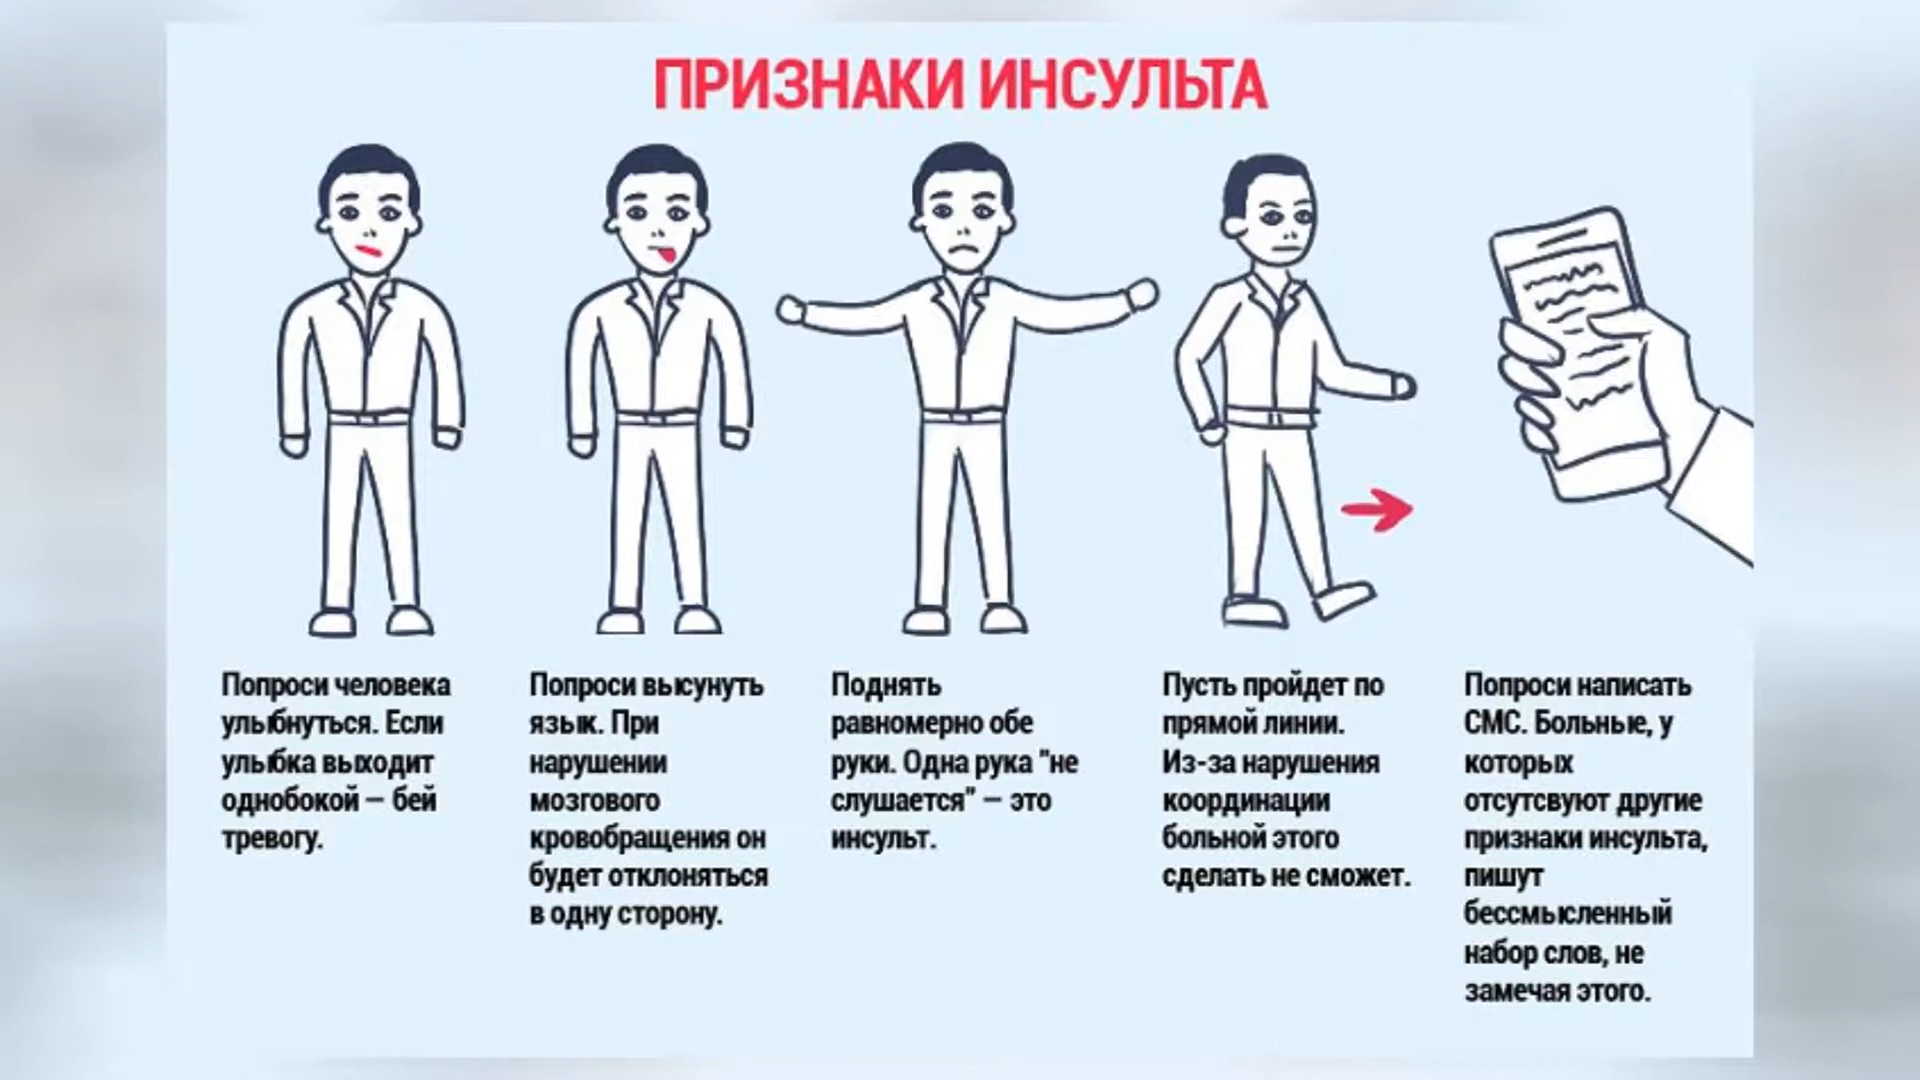 ПРИЗНАКИ ИНСУЛЬТА
Попроси человека
улыбнуться. Если
улыбка выходит
однобокой — бей
тревогу.
Попроси высунуть
язык. При
нарушении
мозгового
кровобращения он
будет отклоняться
в одну сторону.
Поднять
равномерно обе
руки. Одна рука "не
слушается" — это
инсульт.
Пусть пройдет по
прямой линии.
Из-за нарушения
координации
больной этого
сделать не сможет.
Попроси написать
СМС. Больные, у
которых
отсутсвуют другие
признаки инсульта,
пишут
бессмысленный
набор слов, не
замечая этого.